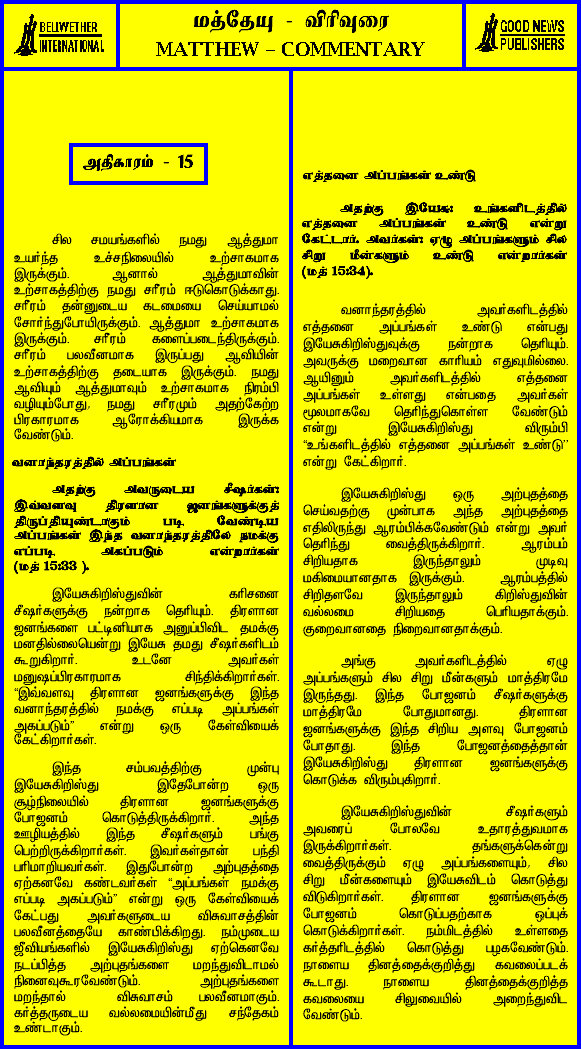 BELIWETHER
INTERNATIONAL
மத்தேயு - விரிவுரை
MATTHEW – COMMENTARY
GOOD NEWS
PUBLISHERS
அதிகாரம் - 15
சில சமயங்களில் நமது ஆத்துமா
உயர்ந்த உச்சநிலையில் உற்சாகமாக
இருக்கும். ஆனால் ஆத்துமாவின்
உற்சாகத்திற்கு நமது சரீரம் ஈடுகொடுக்காது.
சரீரம் தன்னுடைய கடமையை செய்யாமல்
சோர்ந்துபோயிருக்கும். ஆத்துமா உற்சாகமாக
இருக்கும். சரீரம் களைப்படைந்திருக்கும்.
சரீரம் பலவீனமாக இருப்பது ஆவியின்
உற்சாகத்திற்கு தடையாக இருக்கும். நமது
ஆவியும் ஆத்துமாவும் உற்சாகமாக நிரம்பி
வழியும்போது, நமது சரீரமும் அதற்கேற்ற
பிரகாரமாக ஆரோக்கியமாக இருக்க
வேண்டும்.
வனாந்தரத்தில் அப்பங்கள்
அதற்கு அவருடைய சீஷர்கள்:
இவ்வளவு திரளான ஜனங்களுக்குத்
திருப்தியுண்டாகும் படி, வேண்டிய
அப்பங்கள் இந்த வனாந்தரத்திலே நமக்கு
எப்படி அகப்படும் என்றார்கள்
(மத் 15:33 ).
இயேசுகிறிஸ்துவின் கரிசனை
சீஷர்களுக்கு நன்றாக தெரியும். திரளான
ஜனங்களை பட்டினியாக அனுப்பிவிட தமக்கு
மனதில்லையென்று இயேசு தமது சீஷர்களிடம்
கூறுகிறார். உடனே அவர்கள்
மனுஷப்பிரகாரமாக சிந்திக்கிறார்கள்.
“இவ்வளவு திரளான ஜனங்களுக்கு இந்த
வனாந்தரத்தில் நமக்கு எப்படி அப்பங்கள்
அகப்படும்” என்று ஒரு கேள்வியைக்
கேட்கிறார்கள்.
இந்த சம்பவத்திற்கு முன்பு
இயேசுகிறிஸ்து இதேபோன்ற ஒரு
சூழ்நிலையில் திரளான ஜனங்களுக்கு
போஜனம் கொடுத்திருக்கிறார். அந்த
ஊழியத்தில் இந்த சீஷர்களும் பங்கு
பெற்றிருக்கிறார்கள். இவர்கள்தான் பந்தி
பரிமாறியவர்கள். இதுபோன்ற அற்புதத்தை
ஏற்கனவே கண்டவர்கள் “அப்பங்கள் நமக்கு
எப்படி அகப்படும்” என்று ஒரு கேள்வியைக்
கேட்பது அவர்களுடைய விசுவாசத்தின்
பலவீனத்தையே காண்பிக்கிறது. நம்முடைய
ஜீவியங்களில் இயேசுகிறிஸ்து ஏற்கெனவே
நடப்பித்த அற்புதங்களை மறந்துவிடாமல்
நினைவுகூரவேண்டும். அற்புதங்களை
மறந்தால் விசுவாசம் பலவீனமாகும்.
கர்த்தருடைய வல்லமையின்மீது சந்தேகம்
உண்டாகும்.
எத்தனை அப்பங்கள் உண்டு
அதற்கு இயேசு: உங்களிடத்தில்
எத்தனை அப்பங்கள் உண்டு என்று
கேட்டார். அவர்கள்: ஏழு அப்பங்களும் சில
சிறு மீன்களும் உண்டு என்றார்கள்
(மத் 15:34).
வனாந்தரத்தில் அவர்களிடத்தில்
எத்தனை அப்பங்கள் உண்டு என்பது
இயேசுகிறிஸ்துவுக்கு நன்றாக தெரியும்.
அவருக்கு மறைவான காரியம் எதுவுமில்லை.
ஆயினும் அவர்களிடத்தில் எத்தனை
அப்பங்கள் உள்ளது என்பதை அவர்கள்
மூலமாகவே தெரிந்துகொள்ள வேண்டும்
என்று இயேசுகிறிஸ்து விரும்பி
“உங்களிடத்தில் எத்தனை அப்பங்கள் உண்டு’’
என்று கேட்கிறார்.
இயேசுகிறிஸ்து ஒரு அற்புதத்தை
செய்வதற்கு முன்பாக அந்த அற்புதத்தை
எதிலிருந்து ஆரம்பிக்கவேண்டும் என்று அவர்
தெரிந்து வைத்திருக்கிறார். ஆரம்பம்
சிறியதாக இருந்தாலும் முடிவு
மகிமையானதாக இருக்கும். ஆரம்பத்தில்
சிறிதளவே இருந்தாலும் கிறிஸ்துவின்
வல்லமை சிறியதை பெரியதாக்கும்.
குறைவானதை நிறைவானதாக்கும்.
அங்கு அவர்களிடத்தில் ஏழு
அப்பங்களும் சில சிறு மீன்களும் மாத்திரமே
இருந்தது. இந்த போஜனம் சீஷர்களுக்கு
மாத்திரமே போதுமானது. திரளான
ஜனங்களுக்கு இந்த சிறிய அளவு போஜனம்
போதாது. இந்த போஜனத்தைத்தான்
இயேசுகிறிஸ்து திரளான ஜனங்களுக்கு
கொடுக்க விரும்புகிறார்.
இயேசுகிறிஸ்துவின் சீஷர்களும்
அவரைப் போலவே உதாரத்துவமாக
இருக்கிறார்கள். தங்களுக்கென்று
வைத்திருக்கும் ஏழு அப்பங்களையும், சில
சிறு மீன்களையும் இயேசுவிடம் கொடுத்து
விடுகிறார்கள். திரளான ஜனங்களுக்கு
போஜனம் கொடுப்பதற்காக ஒப்புக்
கொடுக்கிறார்கள். நம்மிடத்தில் உள்ளதை
கர்த்தரிடத்தில் கொடுத்து பழகவேண்டும்.
நாளைய தினத்தைக்குறித்து கவலைப்படக்
கூடாது. நாளைய தினத்தைக்குறித்த
கவலையை சிலுவையில் அறைந்துவிட
வேண்டும்.